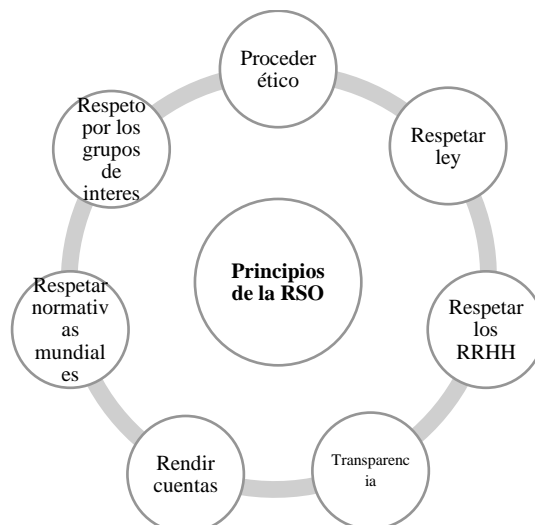 Proceder
ético
Respetar
ley
Respetar
los
RRHH
Transparenc
ia
Rendir
cuentas
Respetar
normativ
as
mundial
es
Respeto
por los
grupos
de
interes
Principios
de la RSO